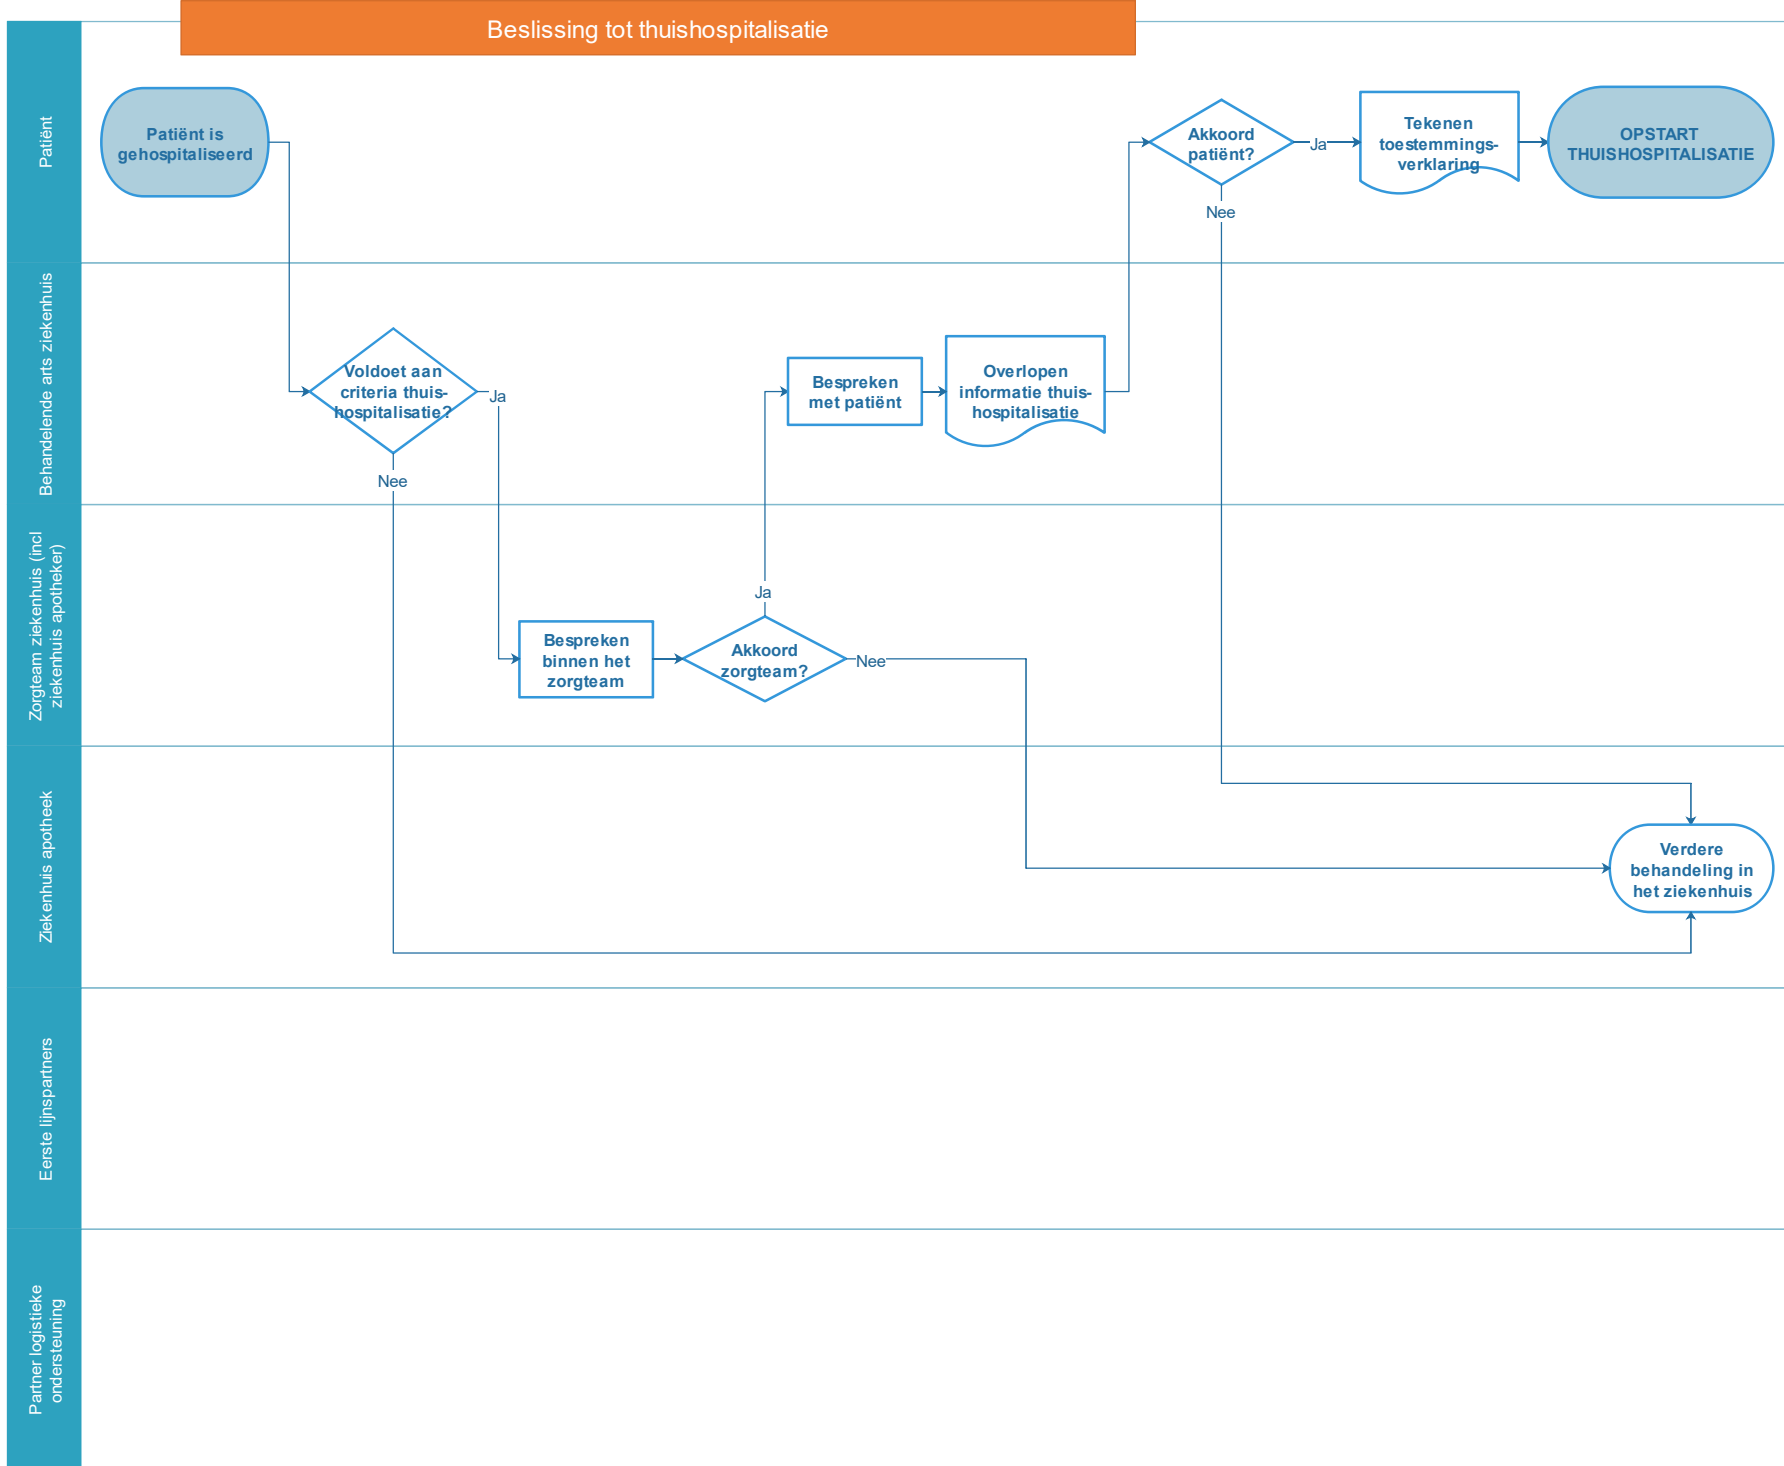 Beslissing tot thuishospitalisatie
Patiënt
Patiënt is
gehospitaliseerd
Akkoord
patiënt?
Ja
Nee
Tekenen
toestemmings-
verklaring
OPSTART
THUISHOSPITALISATIE
Behandelende arts ziekenhuis
Voldoet aan
criteria thuis-
hospitalisatie?
Ja
Nee
Bespreken
met patiënt
Overlopen
informatie thuis-
hospitalisatie
Zorgteam ziekenhuis (incl
ziekenhuis apotheker)
Bespreken
binnen het
zorgteam
Ja
Akkoord
zorgteam?
Nee
Ziekenhuis apotheek
Verdere
behandeling in
het ziekenhuis
Eerste lijnspartners
Partner logistieke
ondersteuning